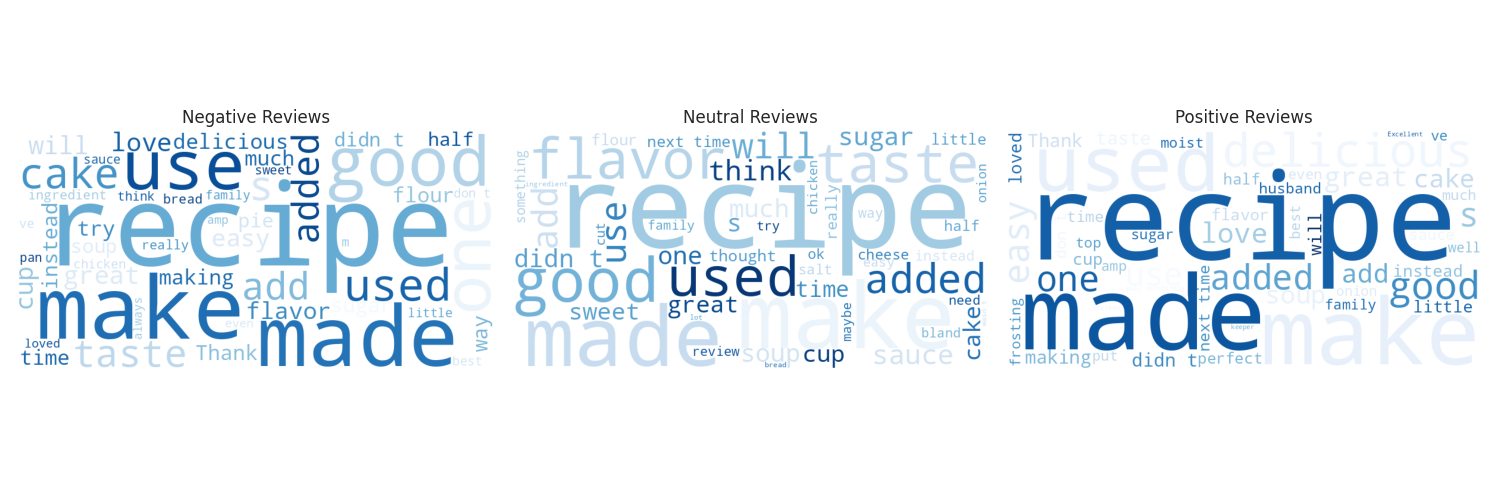 Negative Reviews
will
love
delicious
added
didn t
half
sauce
use
much
sweet
good
cake
s
ingredient
think
bread
family
flour
don t
ve
instead
recipe
amp
pie
one
try
easy
soup
really
m
pan
chicken
great
making
cup
make
add
used
always
flavor
sugar
little
even
made
way
loved
time
taste
Thank
best
Neutral Reviews
flour
next time
will
sugar
little
something
flavor
think
taste
ingredient
chicken
onion
recipe
add
use
cut
much
really
way
family
s
try
half
didn t
one
thought
ok
cheese
instead
easy
good
used
salt
time
added
sweet
great
make
need
maybe
cake
bland
made
lot
review
soup
cup
sauce
bread
Positive Reviews
loved
Thank
taste
moist
Excellent
ve
used
delicious
half
even
great
cake
husband
much
recipe
time
flavor
best
s
sugar
love
will
top
well
easy
cup
amp
one
use
added
add
instead
good
made
soup
family
little
next time
keeper
make
frosting
making
put
didn t
perfect